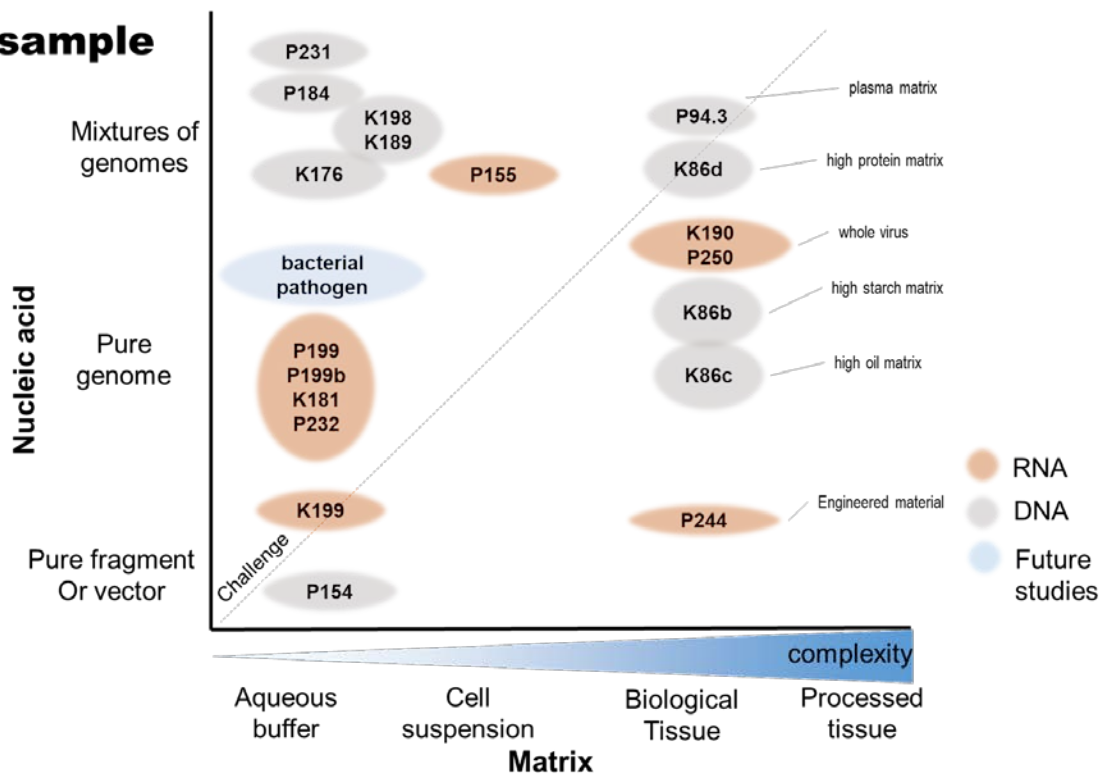 sample
P231
P184
K198
K189
K176
P155
P94.3
K86d
K190
P250
K86b
K86c
bacterial
pathogen
P199
P199b
K181
P232
K199
P244
P154
plasma matrix
high protein matrix
whole virus
high starch matrix
high oil matrix
Engineered material
Mixtures of
genomes
Pure
genome
Pure fragment
Or vector
Nucleic acid
Challenge
RNA
DNA
Future
studies
complexity
Aqueous
buffer
Cell
suspension
Biological
Tissue
Processed
tissue
Matrix